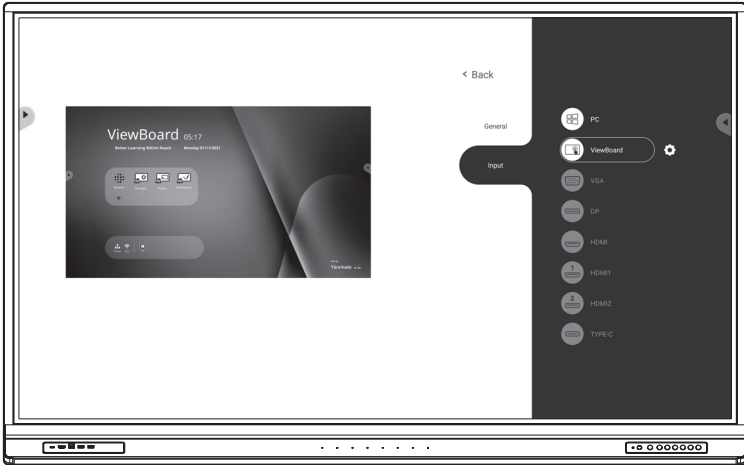 < Back
ViewBoard 05:17
Better Learning Within Reach Monday 01/11/2021
General
Input
ViewSonic
PC
ViewBoard
VGA
DP
HDMI
1
HDMI1
2
HDMI2
TYPE-C